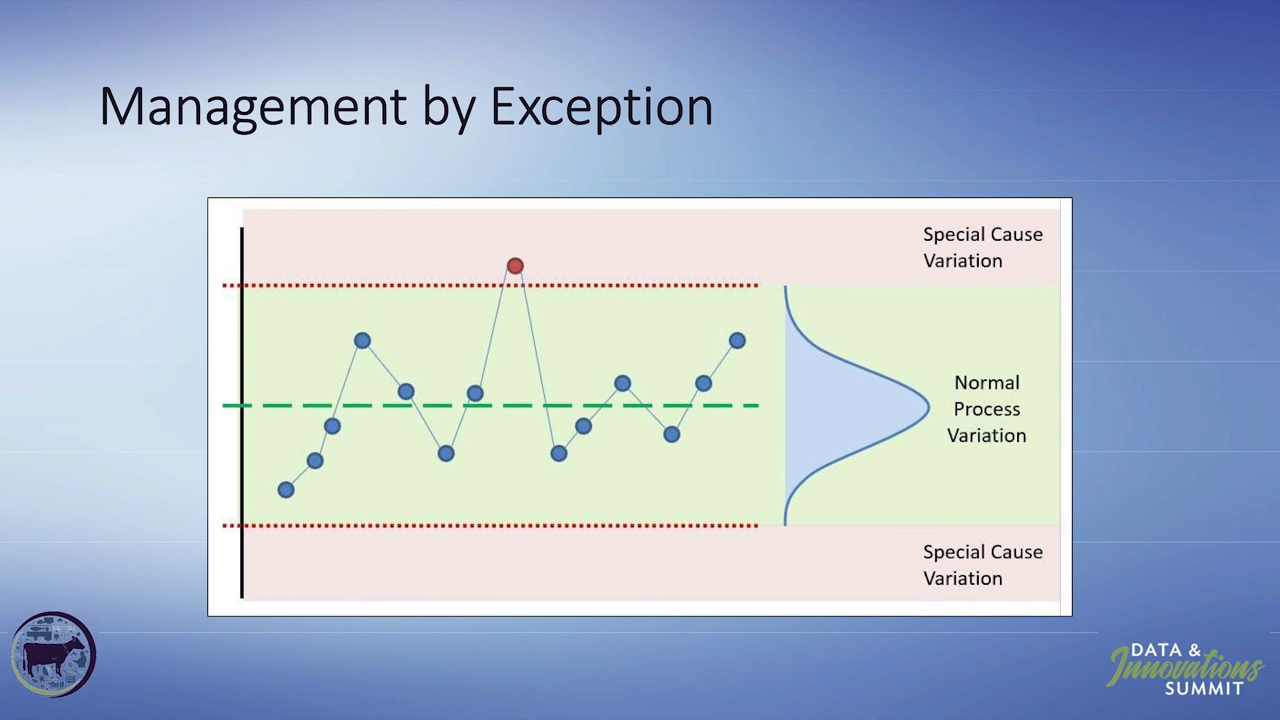 Management by Exception
Special Cause
Variation
Normal
Process
Variation
Special Cause
Variation
DATA &
Innovations
SUMMIT